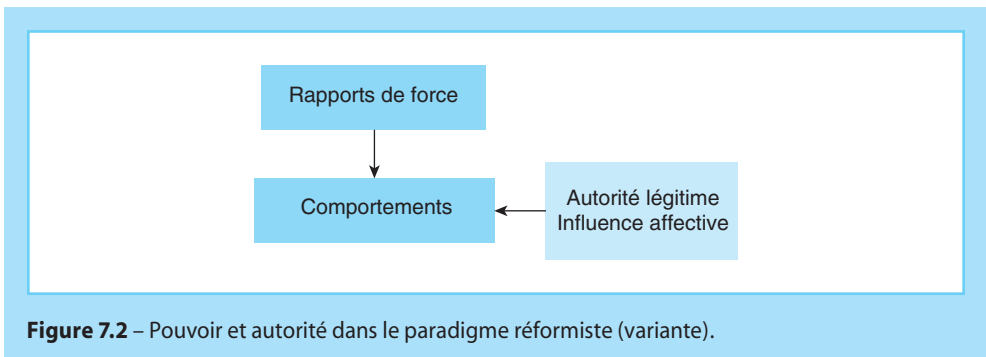 Rapports de force
Comportements
Autorité légitime
Influence affective
Figure 7.2 – Pouvoir et autorité dans le paradigme réformiste (variante).